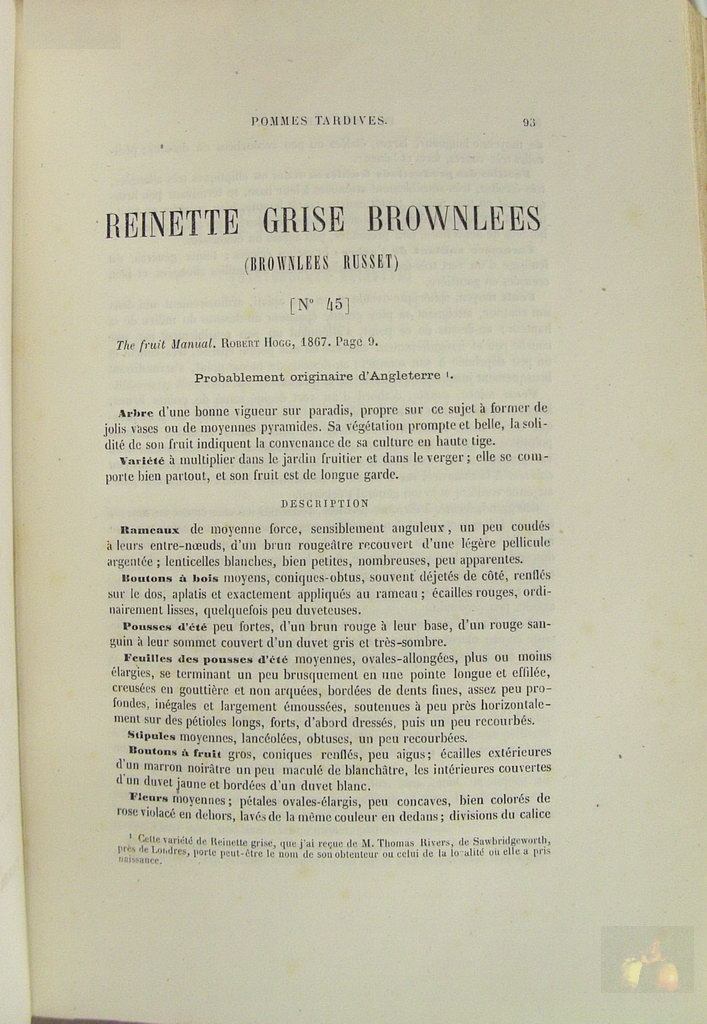 POMMES TARDIVES. 93
REINETTE GRISE BROWNLEES
(BROWNLEES RUSSET)
[N° 45]
The fruit Manual. ROBERT HOGG, 1867. Page 9.
Probablement originaire d'Angleterre ¹.
Arbre d'une bonne vigueur sur paradis, propre sur ce sujet à former de
jolis vases ou de moyennes pyramides. Sa végétation prompte et belle, la soli-
dité de son fruit indiquent la convenance de sa culture en haute tige.
Variété à multiplier dans le jardin fruitier et dans le verger ; elle se com-
porte bien partout, et son fruit est de longue garde.
DESCRIPTION
Rameaux de moyenne force, sensiblement anguleux, un peu coudés
à leurs entre-nœuds, d'un brun rougeâtre recouvert d'une légère pellicule
argentée ; lenticelles blanches, bien petites, nombreuses, peu apparentes.
Boutons à bois moyens, coniques-obtus, souvent déjetés de côté, renflés
sur le dos, aplatis et exactement appliqués au rameau ; écailles rouges, ordi-
nairement lisses, quelquefois peu duveteuses.
Pousses d'été peu fortes, d'un brun rouge à leur base, d'un rouge san-
guin à leur sommet couvert d'un duvet gris et très-sombre.
Feuilles des pousses d'été moyennes, ovales-allongées, plus ou moins
élargies, se terminant un peu brusquement en une pointe longue et effilée,
creusées en gouttière et non arquées, bordées de dents fines, assez peu pro-
fondes, inégales et largement émoussées, soutenues à peu près horizontale-
ment sur des pétioles longs, forts, d'abord dressés, puis un peu recourbés.
Stipules moyennes, lancéolées, obtuses, un peu recourbées.
Boutons à fruit gros, coniques renflés, peu aigus ; écailles extérieures
d'un marron noirâtre un peu maculé de blanchâtre, les intérieures couvertes
d'un duvet jaune et bordées d'un duvet blanc.
Fleurs moyennes ; pétales ovales-élargis, peu concaves, bien colorés de
rose violacé en dehors, lavés de la même couleur en dedans ; divisions du calice
¹ Cette variété de Reinette grise, que j'ai reçue de M. Thomas Rivers, de Sawbridgeworth,
près de Londres, porte peut-être le nom de son obtenteur ou celui de la lo alité où elle a pris
naissance.